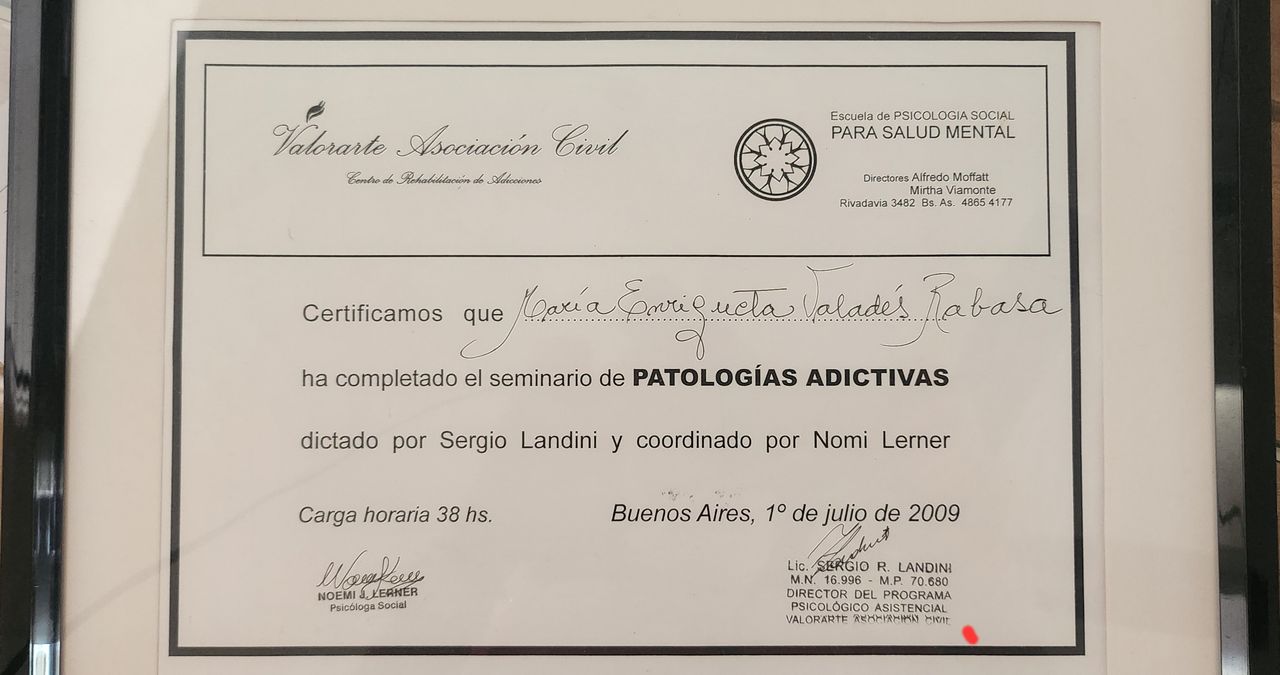 Valorarte Asociación Civil
Centro de Rehabilitación de Adicciones
Escuela de PSICOLOGIA SOCIAL
PARA SALUD MENTAL
Directores Alfredo Moffatt
Mirtha Viamonte
Rivadavia 3482 Bs. As. 4865 4177
Certificamos que María Enriqueta Valadés Rabasa
ha completado el seminario de PATOLOGÍAS ADICTIVAS
dictado por Sergio Landini y coordinado por Nomi Lerner
Carga horaria 38 hs.
Buenos Aires, 1º de julio de 2009
NOEMI J. LERNER
Psicóloga Social
Lic. SERGIO R. LANDINI
M.N. 16.996 - M.P. 70.680
DIRECTOR DEL PROGRAMA
PSICOLÓGICO ASISTENCIAL
VALORARTE ASOCIACIÓN CIVIL